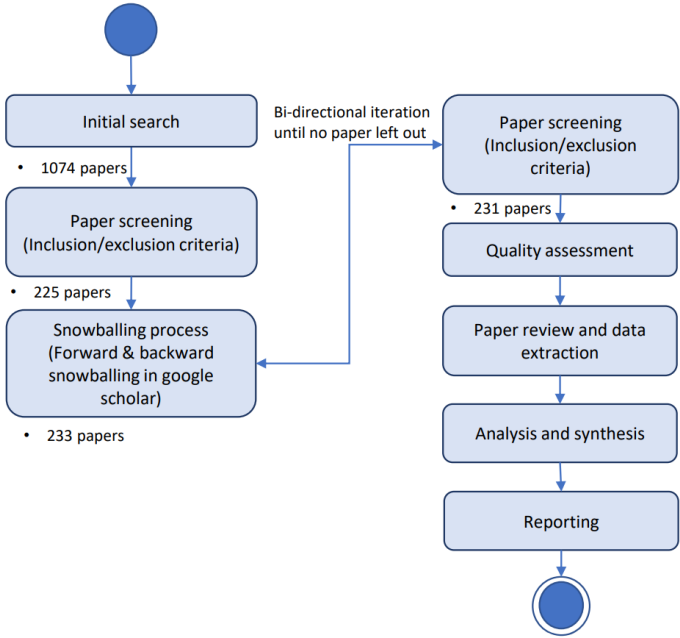 Initial search
• 1074 papers
Paper screening
(Inclusion/exclusion criteria)
• 225 papers
Snowballing process
(Forward & backward
snowballing in google
scholar)
• 233 papers
Bi-directional iteration
until no paper left out
Paper screening
(Inclusion/exclusion
criteria)
• 231 papers
Quality assessment
Paper review and data
extraction
Analysis and synthesis
Reporting